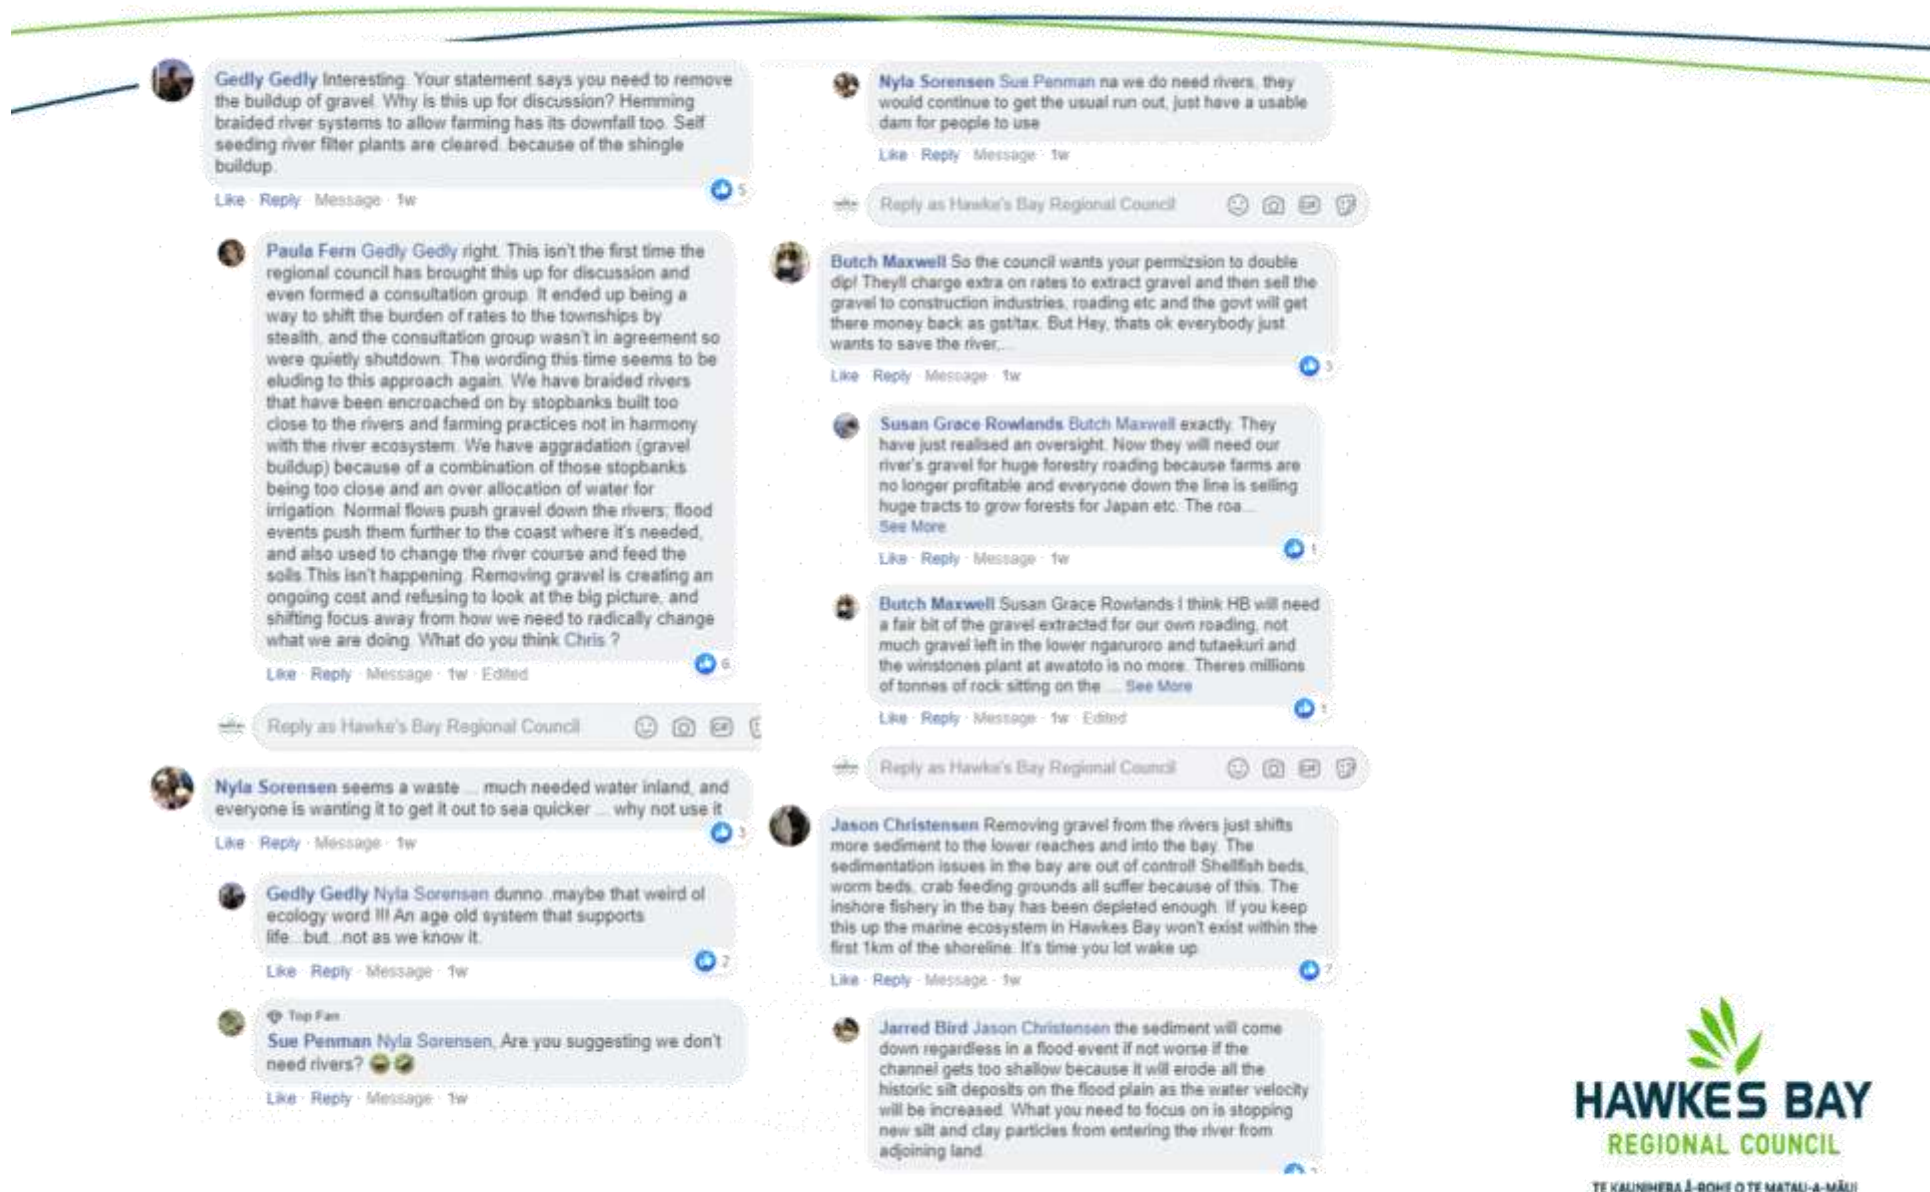 Gedly Gedly Interesting. Your statement says you need to remove
the buildup of gravel. Why is this up for discussion? Hemming
braided river systems to allow farming has its downfall too. Self
seeding river filter plants are cleared. because of the shingle
buildup.
5
Like · Reply · Message · 1w
Paula Fern Gedly Gedly right. This isn't the first time the
regional council has brought this up for discussion and
even formed a consultation group. It ended up being a
way to shift the burden of rates to the townships by
stealth, and the consultation group wasn't in agreement so
were quietly shutdown. The wording this time seems to be
eluding to this approach again. We have braided rivers
that have been encroached on by stopbanks built too
close to the rivers and farming practices not in harmony
with the river ecosystem. We have aggradation (gravel
buildup) because of a combination of those stopbanks
being too close and an over allocation of water for
irrigation. Normal flows push gravel down the rivers; flood
events push them further to the coast where it's needed,
and also used to change the river course and feed the
soils.This isn't happening. Removing gravel is creating an
ongoing cost and refusing to look at the big picture, and
shifting focus away from how we need to radically change
what we are doing. What do you think Chris ?
6
Like · Reply · Message · 1w · Edited
Reply as Hawke's Bay Regional Council
Nyla Sorensen seems a waste ... much needed water inland, and
everyone is wanting it to get it out to sea quicker ... why not use it
3
Like · Reply · Message · 1w
Gedly Gedly Nyla Sorensen dunno..maybe that weird ol
ecology word !!! An age old system that supports
life...but...not as we know it.
2
Like · Reply · Message · 1w
Top Fan
Sue Penman Nyla Sorensen, Are you suggesting we don't
need rivers?
Like · Reply · Message · 1w
Nyla Sorensen Sue Penman na we do need rivers, they
would continue to get the usual run out, just have a usable
dam for people to use
Like · Reply · Message · 1w
Reply as Hawke's Bay Regional Council
Butch Maxwell So the council wants your permizsion to double
dip! Theyll charge extra on rates to extract gravel and then sell the
gravel to construction industries, roading etc and the govt will get
there money back as gst/tax. But Hey, thats ok everybody just
wants to save the river,...
3
Like · Reply · Message · 1w
Susan Grace Rowlands Butch Maxwell exactly. They
have just realised an oversight. Now they will need our
river's gravel for huge forestry roading because farms are
no longer profitable and everyone down the line is selling
huge tracts to grow forests for Japan etc. The roa...
See More
1
Like · Reply · Message · 1w
Butch Maxwell Susan Grace Rowlands I think HB will need
a fair bit of the gravel extracted for our own roading, not
much gravel left in the lower ngaruroro and tutaekuri and
the winstones plant at awatoto is no more. Theres millions
of tonnes of rock sitting on the ... See More
1
Like · Reply · Message · 1w · Edited
Reply as Hawke's Bay Regional Council
Jason Christensen Removing gravel from the rivers just shifts
more sediment to the lower reaches and into the bay. The
sedimentation issues in the bay are out of control! Shellfish beds,
worm beds, crab feeding grounds all suffer because of this. The
inshore fishery in the bay has been depleted enough. If you keep
this up the marine ecosystem in Hawkes Bay won't exist within the
first 1km of the shoreline. It's time you lot wake up.
Like · Reply · Message · 1w
Jarred Bird Jason Christensen the sediment will come
down regardless in a flood event if not worse if the
channel gets too shallow because it will erode all the
historic silt deposits on the flood plain as the water velocity
will be increased. What you need to focus on is stopping
new silt and clay particles from entering the river from
adjoining land.
HAWKES BAY
REGIONAL COUNCIL
TE KAUNIHERA Ā-ROHE O TE MATAU-A-MĀUI